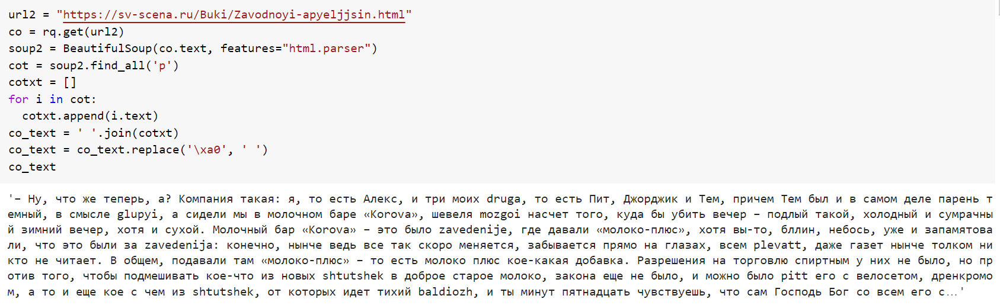 url2 = "https://sv-scena.ru/Buki/Zavodnoyi-apyeljjsin.html"
co = rq.get(url2)
soup2 = BeautifulSoup(co.text, features="html.parser")
cot = soup2.find_all('p')
cotxt = []
for i in cot:
  cotxt.append(i.text)
co_text = ' '.join(cotxt)
co_text = co_text.replace('\xa0', ' ')
co_text
'– Ну, что же теперь, а? Компания такая: я, то есть Алекс, и три моих druga, то есть Пит, Джорджик и Тем, причем Тем был и в самом деле парень т
емный, в смысле glupyi, а сидели мы в молочном баре «Korova», шевеля mozgoi насчет того, куда бы убить вечер – подлый такой, холодный и сумрачны
й зимний вечер, хотя и сухой. Молочный бар «Korova» – это было zavedenije, где давали «молоко-плюс», хотя вы-то, бллин, небось, уже и запамятова
ли, что это были за zavedenija: конечно, нынче ведь все так скоро меняется, забывается прямо на глазах, всем plevatt, даже газет нынче толком ни
кто не читает. В общем, подавали там «молоко-плюс» – то есть молоко плюс кое-какая добавка. Разрешения на торговлю спиртным у них не было, но пр
отив того, чтобы подмешивать кое-что из новых shtutshek в доброе старое молоко, закона еще не было, и можно было pitt его с велосетом, дренкромо
м, а то и еще кое с чем из shtutshek, от которых идет тихий baldiozh, и ты минут пятнадцать чувствуешь, что сам Господь Бог со всем его с…'